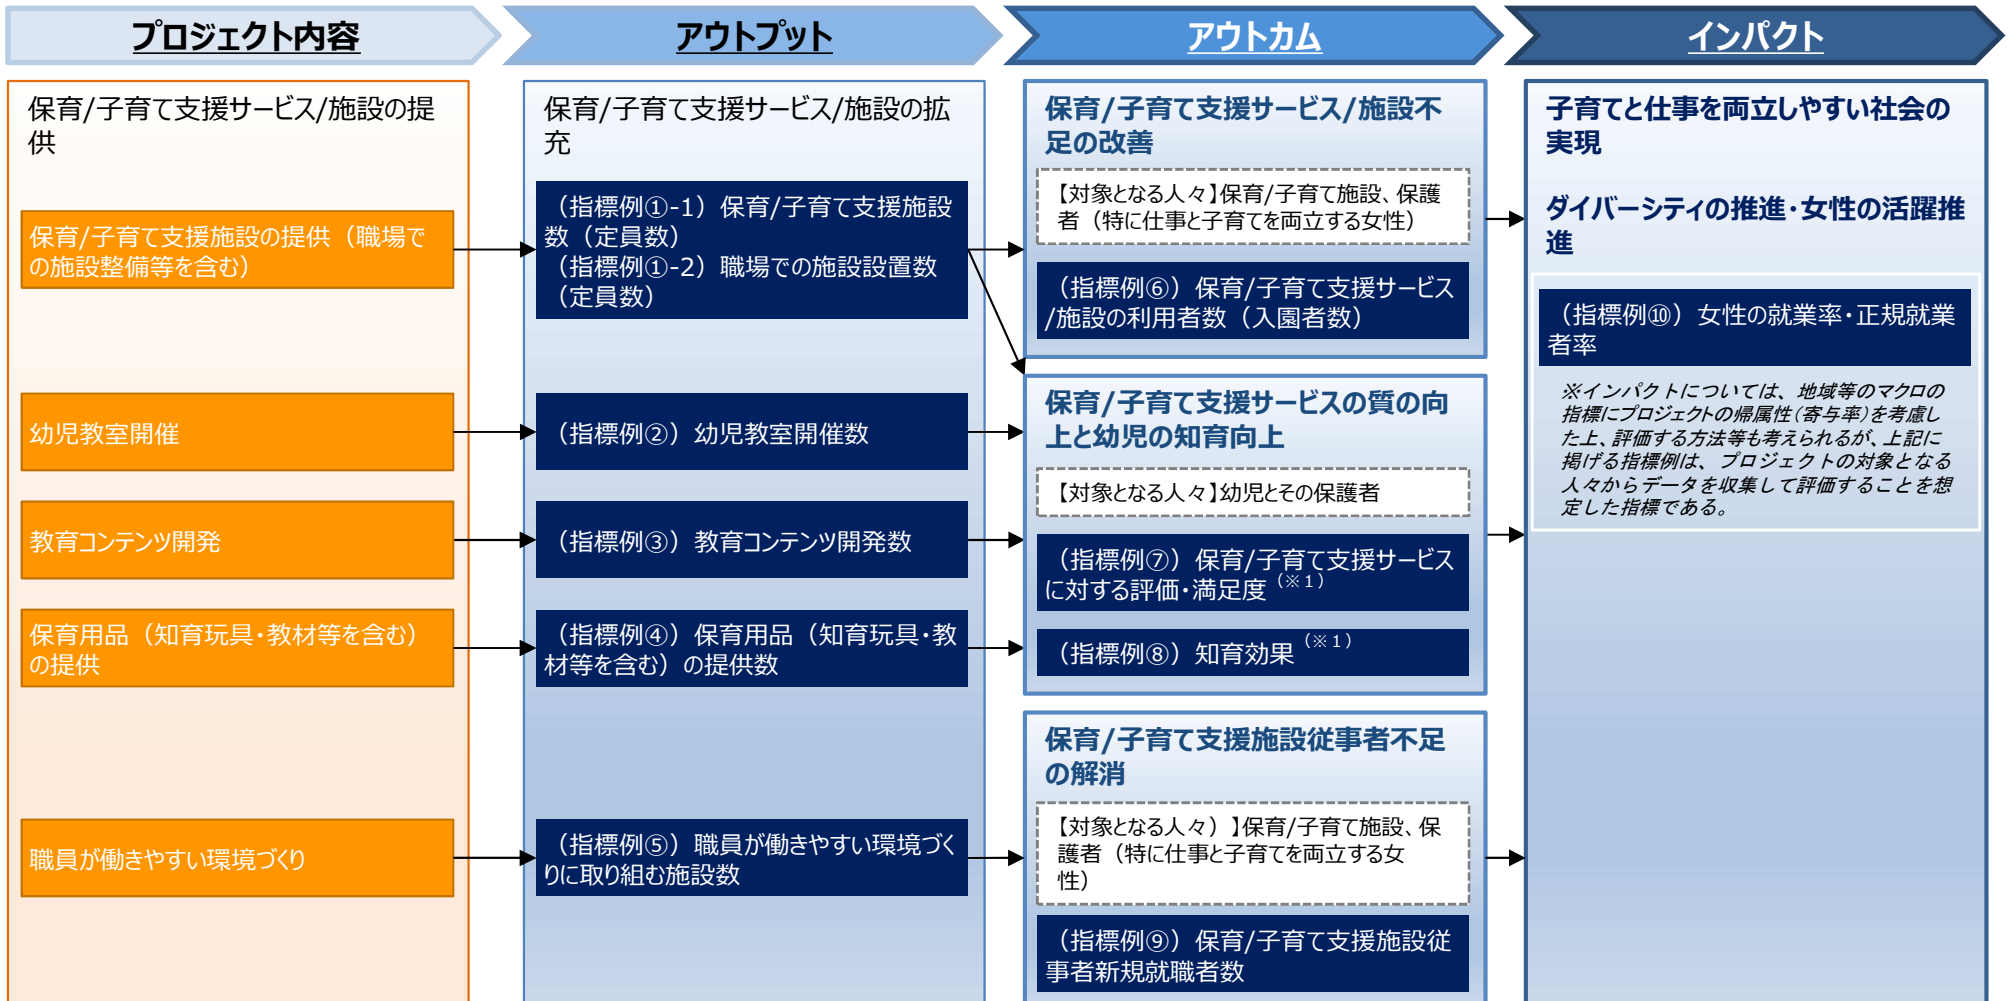 プロジェクト内容
アウトプット
アウトカム
インパクト
保育/子育て支援サービス/施設の提
供
保育/子育て支援施設の提供（職場で
の施設整備等を含む）
幼児教室開催
教育コンテンツ開発
保育用品（知育玩具・教材等を含む）
の提供
職員が働きやすい環境づくり
保育/子育て支援サービス/施設の拡
充
（指標例①-1）保育/子育て支援施設
数（定員数）
（指標例①-2）職場での施設設置数
（定員数）
（指標例②）幼児教室開催数
（指標例③）教育コンテンツ開発数
（指標例④）保育用品（知育玩具・教
材等を含む）の提供数
（指標例⑤）職員が働きやすい環境づく
りに取り組む施設数
保育/子育て支援サービス/施設不
足の改善
【対象となる人々】保育/子育て施設、保護
者（特に仕事と子育てを両立する女性）
（指標例⑥）保育/子育て支援サービス
/施設の利用者数（入園者数）
保育/子育て支援サービスの質の向
上と幼児の知育向上
【対象となる人々】幼児とその保護者
（指標例⑦）保育/子育て支援サービス
に対する評価・満足度（※１）
（指標例⑧）知育効果（※１）
保育/子育て支援施設従事者不足
の解消
【対象となる人々）】保育/子育て施設、保
護者（特に仕事と子育てを両立する女
性）
（指標例⑨）保育/子育て支援施設従
事者新規就職者数
子育てと仕事を両立しやすい社会の
実現
ダイバーシティの推進・女性の活躍推
進
（指標例⑩）女性の就業率・正規就業
者率
※インパクトについては、地域等のマクロの
指標にプロジェクトの帰属性（寄与率）を考慮し
た上、評価する方法等も考えられるが、上記に
掲げる指標例は、プロジェクトの対象となる
人々からデータを収集して評価することを想
定した指標である。